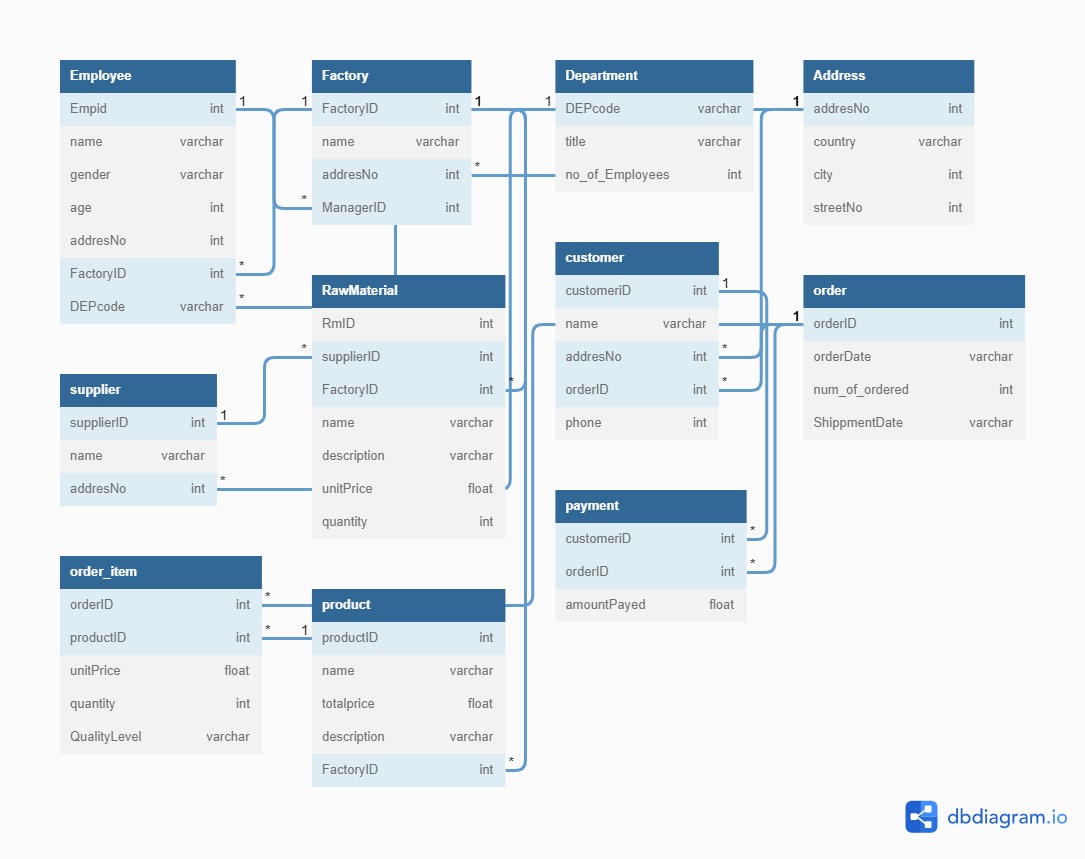 Employee
Empid int
name varchar
gender varchar
age int
addresNo int
FactoryID int
DEPcode varchar
1
*
*
Factory
FactoryID int
name varchar
addresNo int
ManagerID int
1
1
*
*
Department
DEPcode varchar
title varchar
no_of_Employees int
1
Address
addresNo int
country varchar
city int
streetNo int
1
RawMaterial
RmID int
supplierID int
FactoryID int
name varchar
description varchar
unitPrice float
quantity int
*
*
customer
customeriD int
name varchar
addresNo int
orderID int
phone int
1
*
*
order
orderID int
orderDate varchar
num_of_ordered int
ShippmentDate varchar
1
supplier
supplierID int
name varchar
addresNo int
1
*
payment
customeriD int
orderID int
amountPayed float
*
*
order_item
orderID int
productID int
unitPrice float
quantity int
QualityLevel varchar
*
*
product
productID int
name varchar
totalprice float
description varchar
FactoryID int
1
*
dbdiagram.io